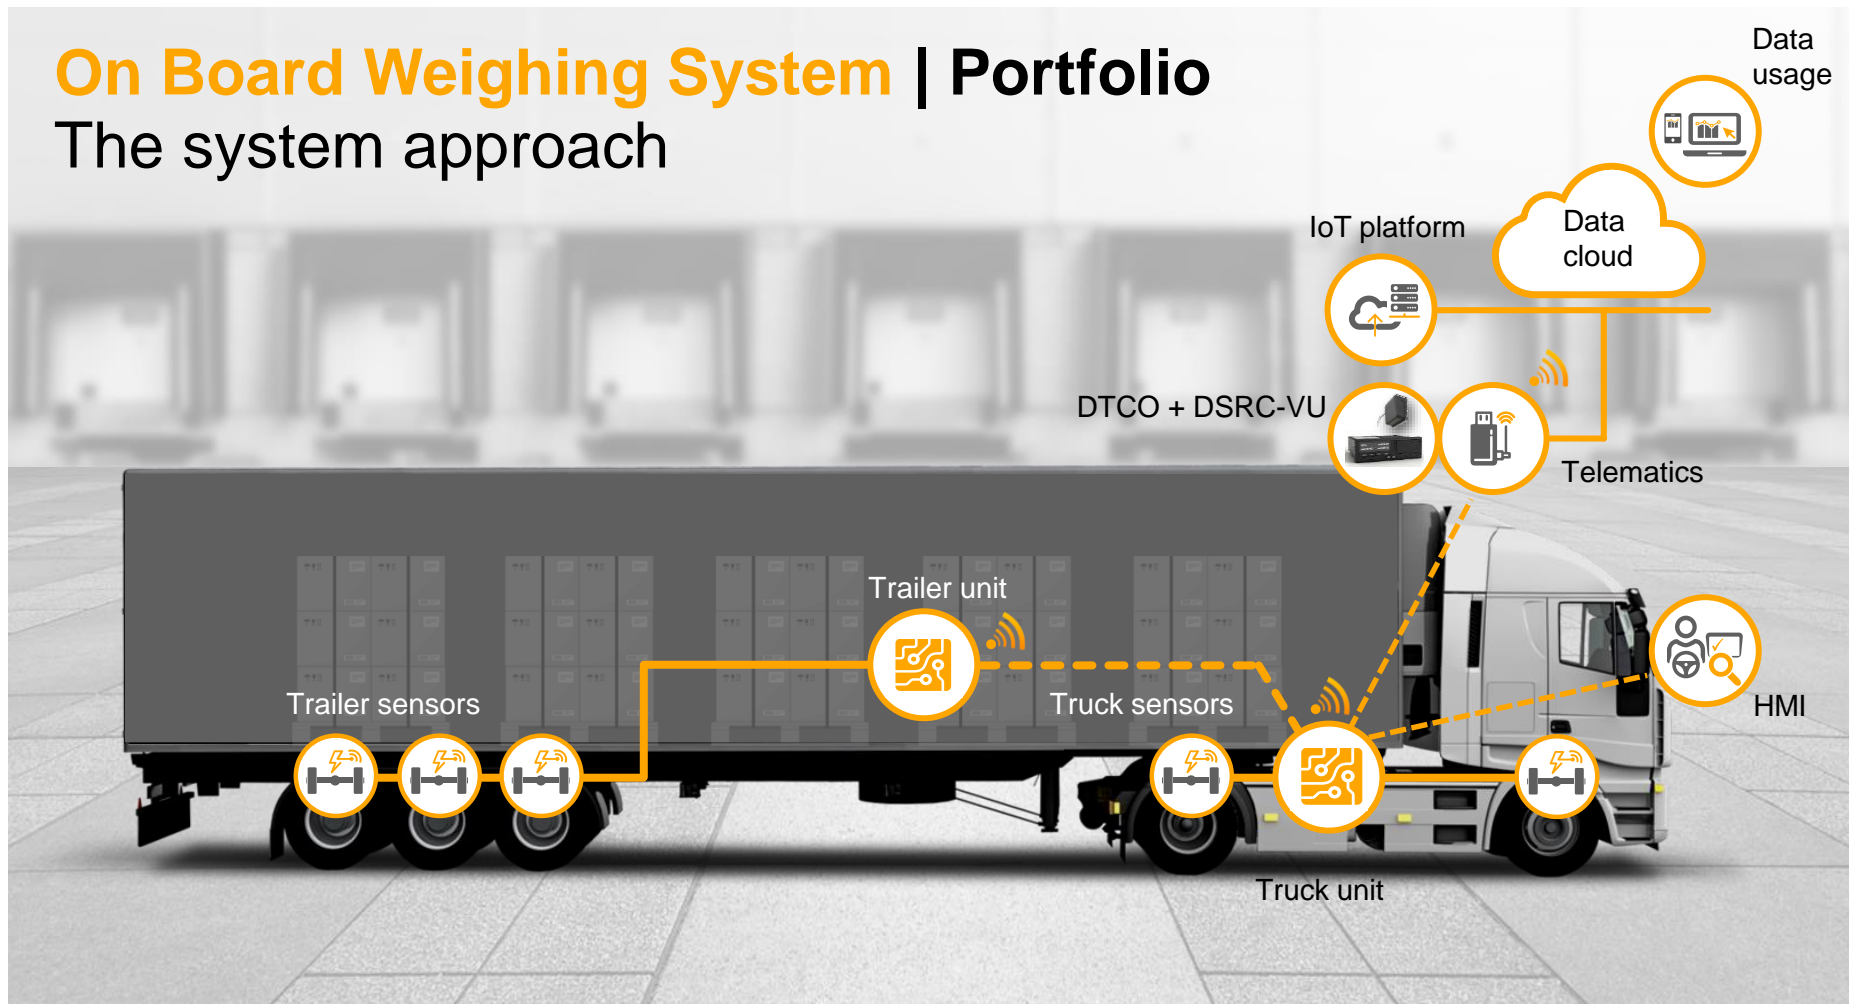 On Board Weighing System | Portfolio
The system approach
Data
usage
Data
cloud
IoT platform
DTCO + DSRC-VU
Telematics
Trailer unit
Trailer sensors
Truck sensors
HMI
Truck unit